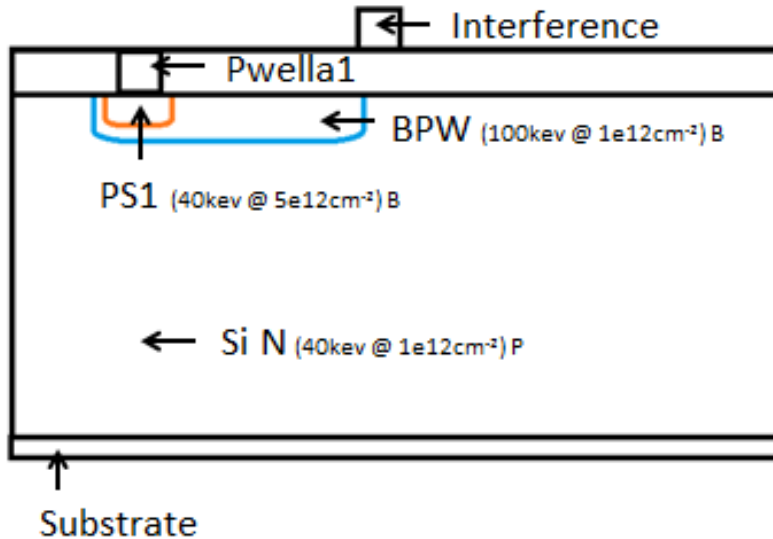 Interference
Pwella1
BPW (100kev @ 1e12cm⁻²) B
PS1 (40kev @ 5e12cm⁻²) B
Si N (40kev @ 1e12cm⁻²) P
Substrate